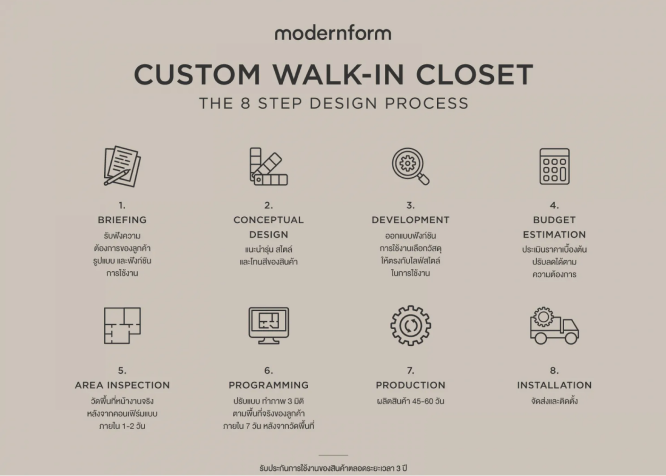 modernform
CUSTOM WALK-IN CLOSET
THE 8 STEP DESIGN PROCESS
1.
BRIEFING
รับฟังความ
ต้องการของลูกค้า
รูปแบบ และฟังก์ชัน
การใช้งาน
2.
CONCEPTUAL
DESIGN
แนะนำรุ่น สไตล์
และโทนสีของสินค้า
3.
DEVELOPMENT
ออกแบบฟังก์ชัน
การใช้งานเลือกวัสดุ
ให้ตรงกับไลฟ์สไตล์
ในการใช้งาน
4.
BUDGET
ESTIMATION
ประเมินราคาเบื้องต้น
ปรับลดได้ตาม
ความต้องการ
5.
AREA INSPECTION
วัดพื้นที่หน้างานจริง
หลังจากคอนเฟิร์มแบบ
ภายใน 1-2 วัน
6.
PROGRAMMING
ปรับแบบ ทำภาพ 3 มิติ
ตามพื้นที่จริงของลูกค้า
ภายใน 7 วัน หลังจากวัดพื้นที่
7.
PRODUCTION
ผลิตสินค้า 45-60 วัน
8.
INSTALLATION
จัดส่งและติดตั้ง
รับประกันการใช้งานของสินค้าตลอดระยะเวลา 3 ปี